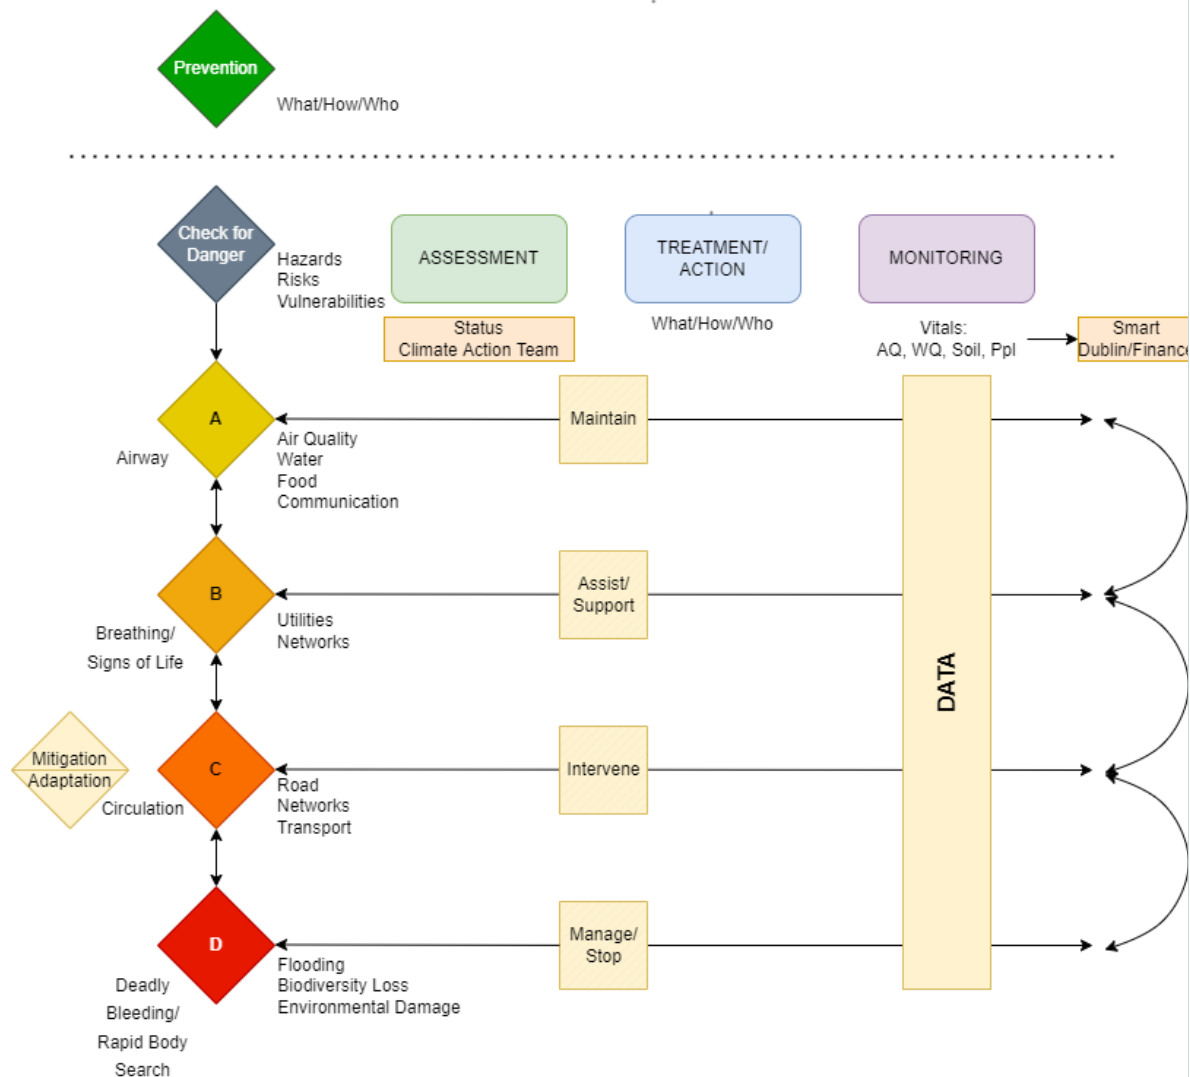 Prevention
What/How/Who
Check for
Danger
Hazards
Risks
Vulnerabilities
ASSESSMENT
TREATMENT/
ACTION
MONITORING
Status
Climate Action Team
What/How/Who
Vitals:
AQ, WQ, Soil, Ppl
Smart
Dublin/Finance
A
Airway
Air Quality
Water
Food
Communication
Maintain
B
Breathing/
Signs of Life
Utilities
Networks
Assist/
Support
DATA
Mitigation
Adaptation
C
Circulation
Road
Networks
Transport
Intervene
D
Deadly
Bleeding/
Rapid Body
Search
Flooding
Biodiversity Loss
Environmental Damage
Manage/
Stop